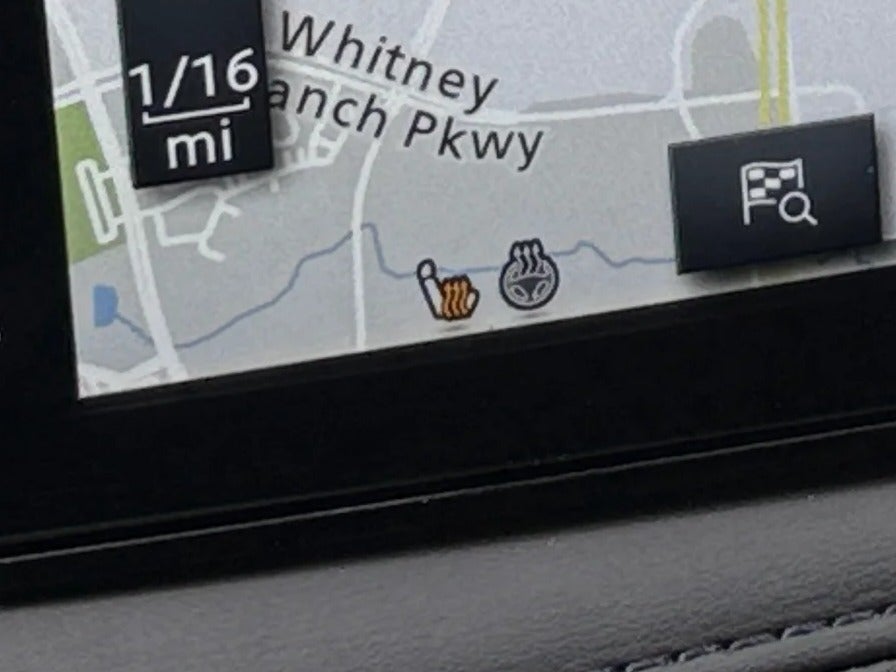 1/16
mi
Whitney
anch Pkwy